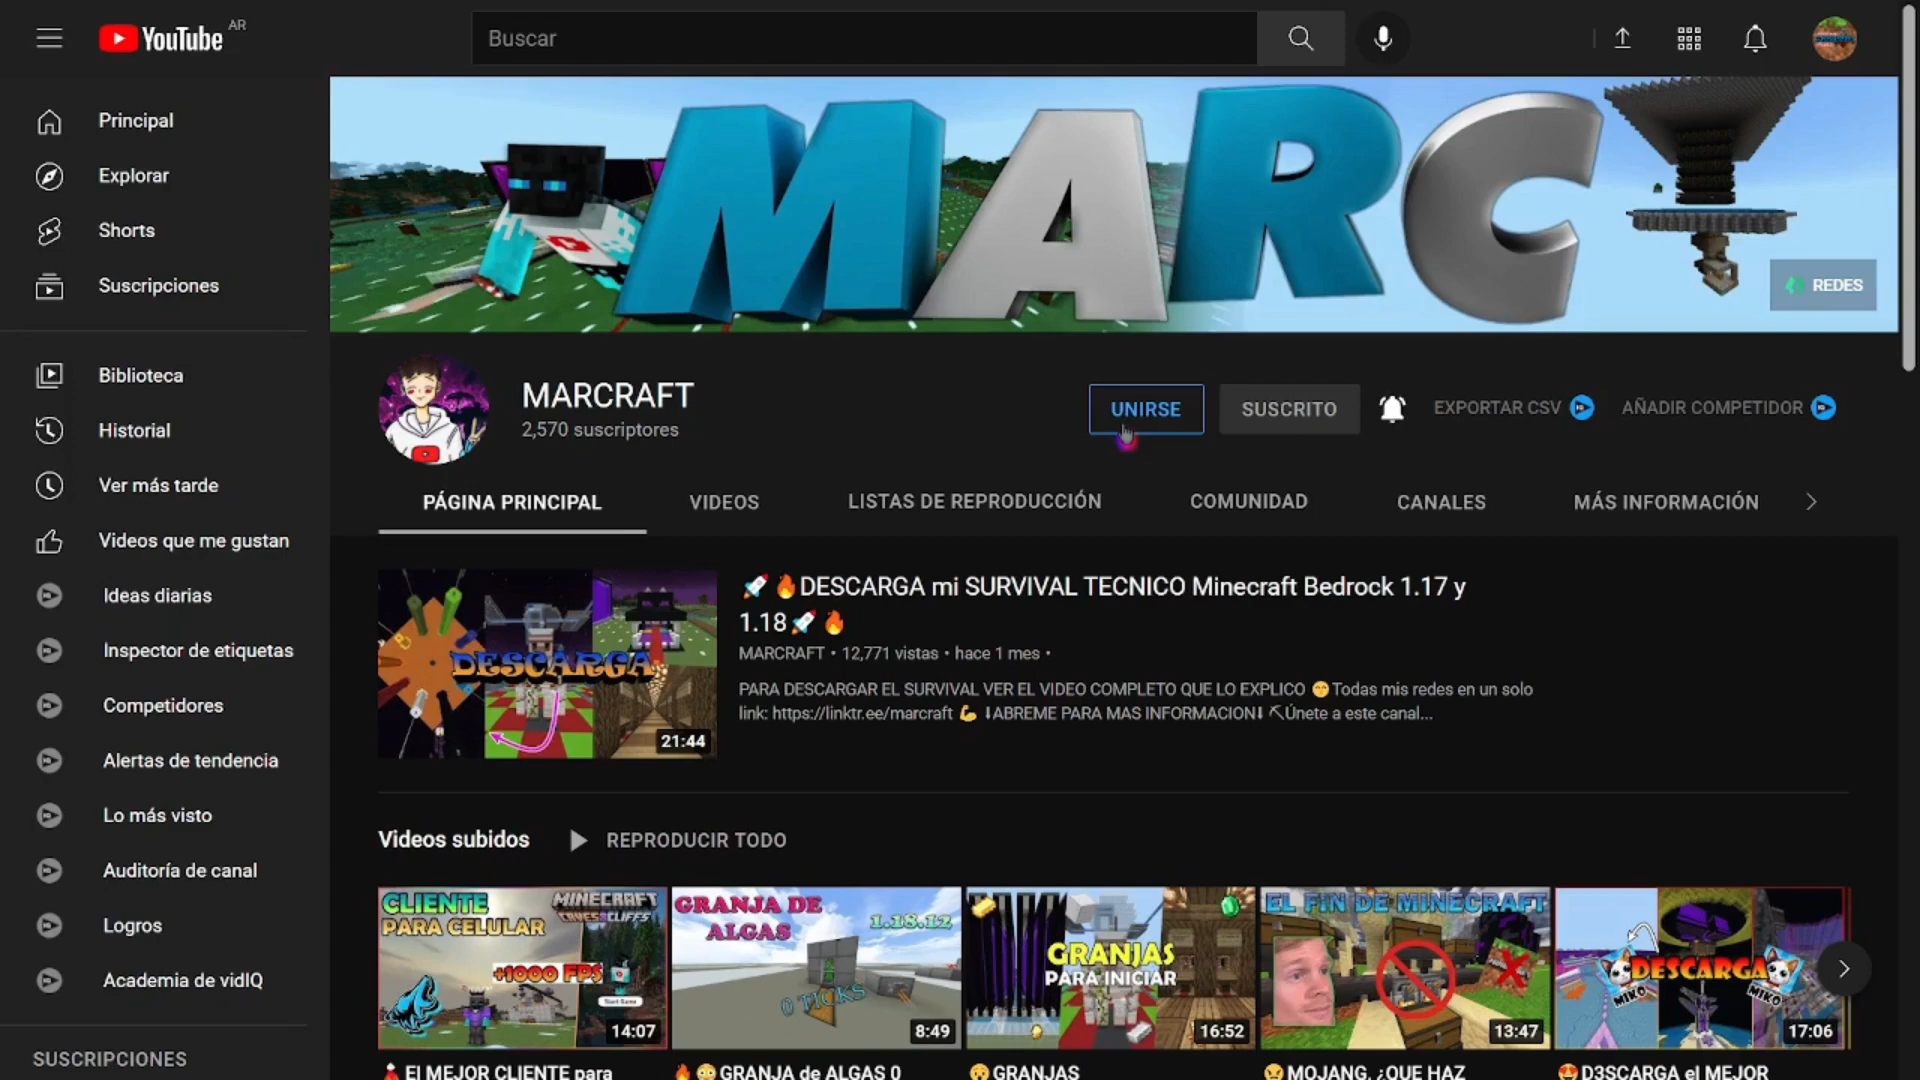 YouTube AR
Buscar
Principal
Explorar
Shorts
Suscripciones
Biblioteca
Historial
Ver más tarde
Videos que me gustan
Ideas diarias
Inspector de etiquetas
Competidores
Alertas de tendencia
Lo más visto
Auditoría de canal
Logros
Academia de vidIQ
SUSCRIPCIONES
MARC
REDES
MARCRAFT
2,570 suscriptores
UNIRSE
SUSCRITO
EXPORTAR CSV
AÑADIR COMPETIDOR
PÁGINA PRINCIPAL
VIDEOS
LISTAS DE REPRODUCCIÓN
COMUNIDAD
CANALES
MÁS INFORMACIÓN
DESCARGA
21:44
🚀🔥DESCARGA mi SURVIVAL TECNICO Minecraft Bedrock 1.17 y
1.18🚀🔥
MARCRAFT • 12,771 vistas • hace 1 mes •
PARA DESCARGAR EL SURVIVAL VER EL VIDEO COMPLETO QUE LO EXPLICO 😁Todas mis redes en un solo
link: https://linktr.ee/marcraft 💪 ⬇ABREME PARA MAS INFORMACION⬇ ⛏Únete a este canal...
Videos subidos
REPRODUCIR TODO
CLIENTE
PARA CELULAR
MINECRAFT
CAVES & CLIFFS
+1000 FPS
Start Game
14:07
GRANJA DE
ALGAS
1.18.12
0 TICKS
8:49
GRANJAS
PARA INICIAR
16:52
EL FIN DE MINECRAFT
13:47
DESCARGA
MIKO
MIKO
17:06
El MEJOR CLIENTE para
🔥😳GRANJA de ALGAS 0
GRANJAS
MOJANG, ¿QUE HAZ
🤩D3SCARGA el MEJOR